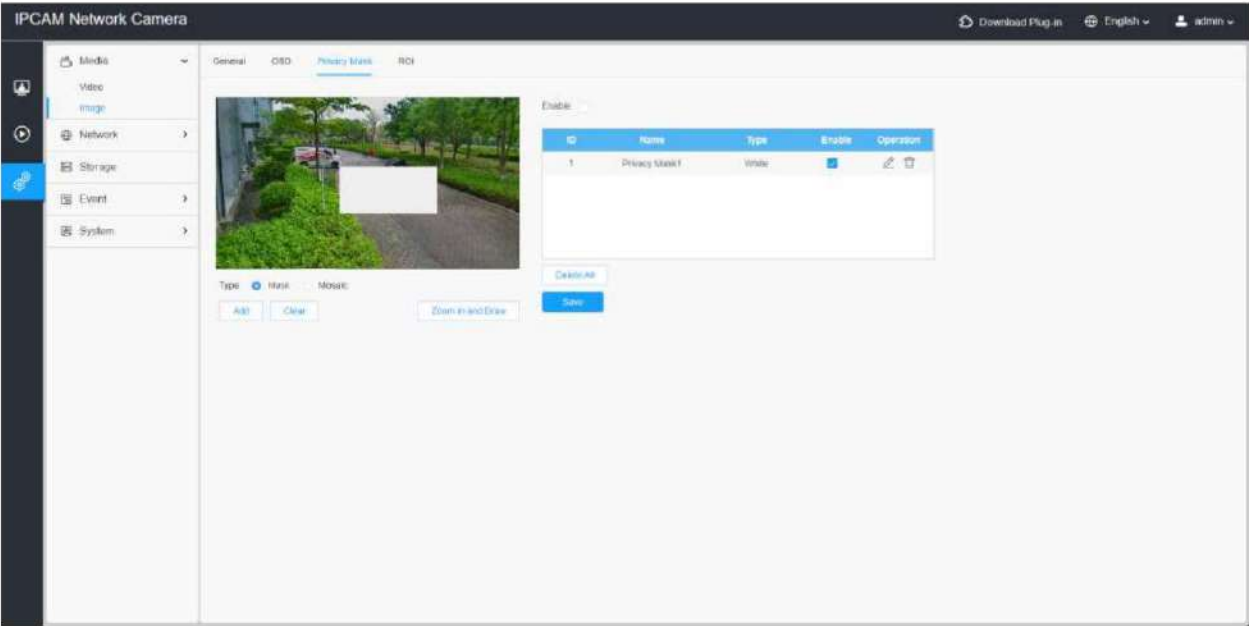 IPCAM Network Camera
Download Plug-in English admin
Media
Video
Image
Network
Storage
Event
System
General OSD Privacy Mask ROI
Enable
ID Name Type Enable Operation
1 Privacy Mask1 White
Type Mask Mosaic
Add Clear Zoom in and Draw
Delete All
Save